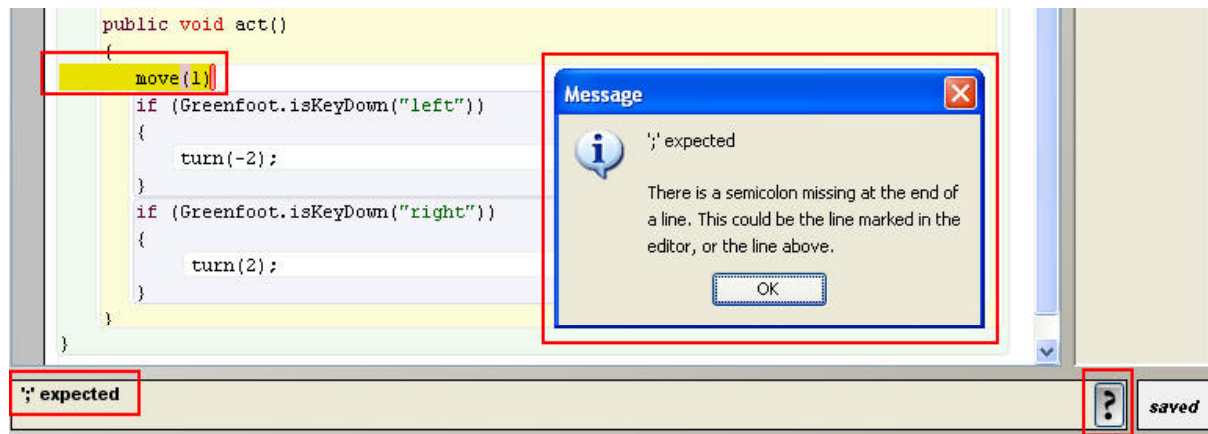 public void act()
{
move(1)
if (Greenfoot.isKeyDown("left"))
{
turn(-2);
}
if (Greenfoot.isKeyDown("right"))
{
turn(2);
}
}
}
Message
';' expected
There is a semicolon missing at the end of
a line. This could be the line marked in the
editor, or the line above.
OK
';' expected
?
saved